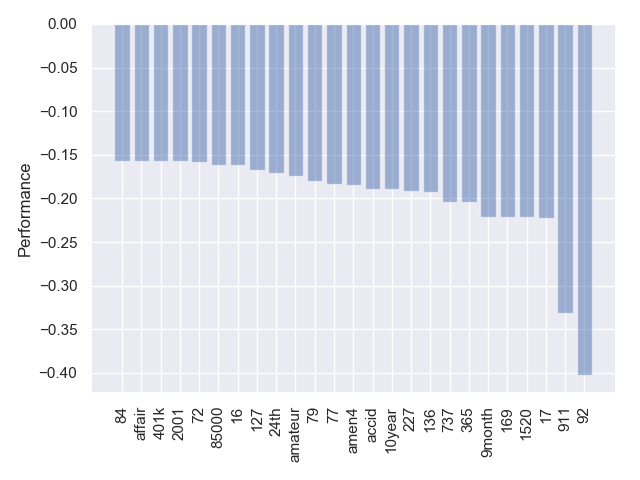 0.00
−0.05
−0.10
−0.15
−0.20
−0.25
−0.30
−0.35
−0.40
Performance
84
affair
401k
2001
72
85000
16
127
24th
amateur
79
77
amen4
accid
10year
227
136
737
365
9month
169
1520
17
911
92